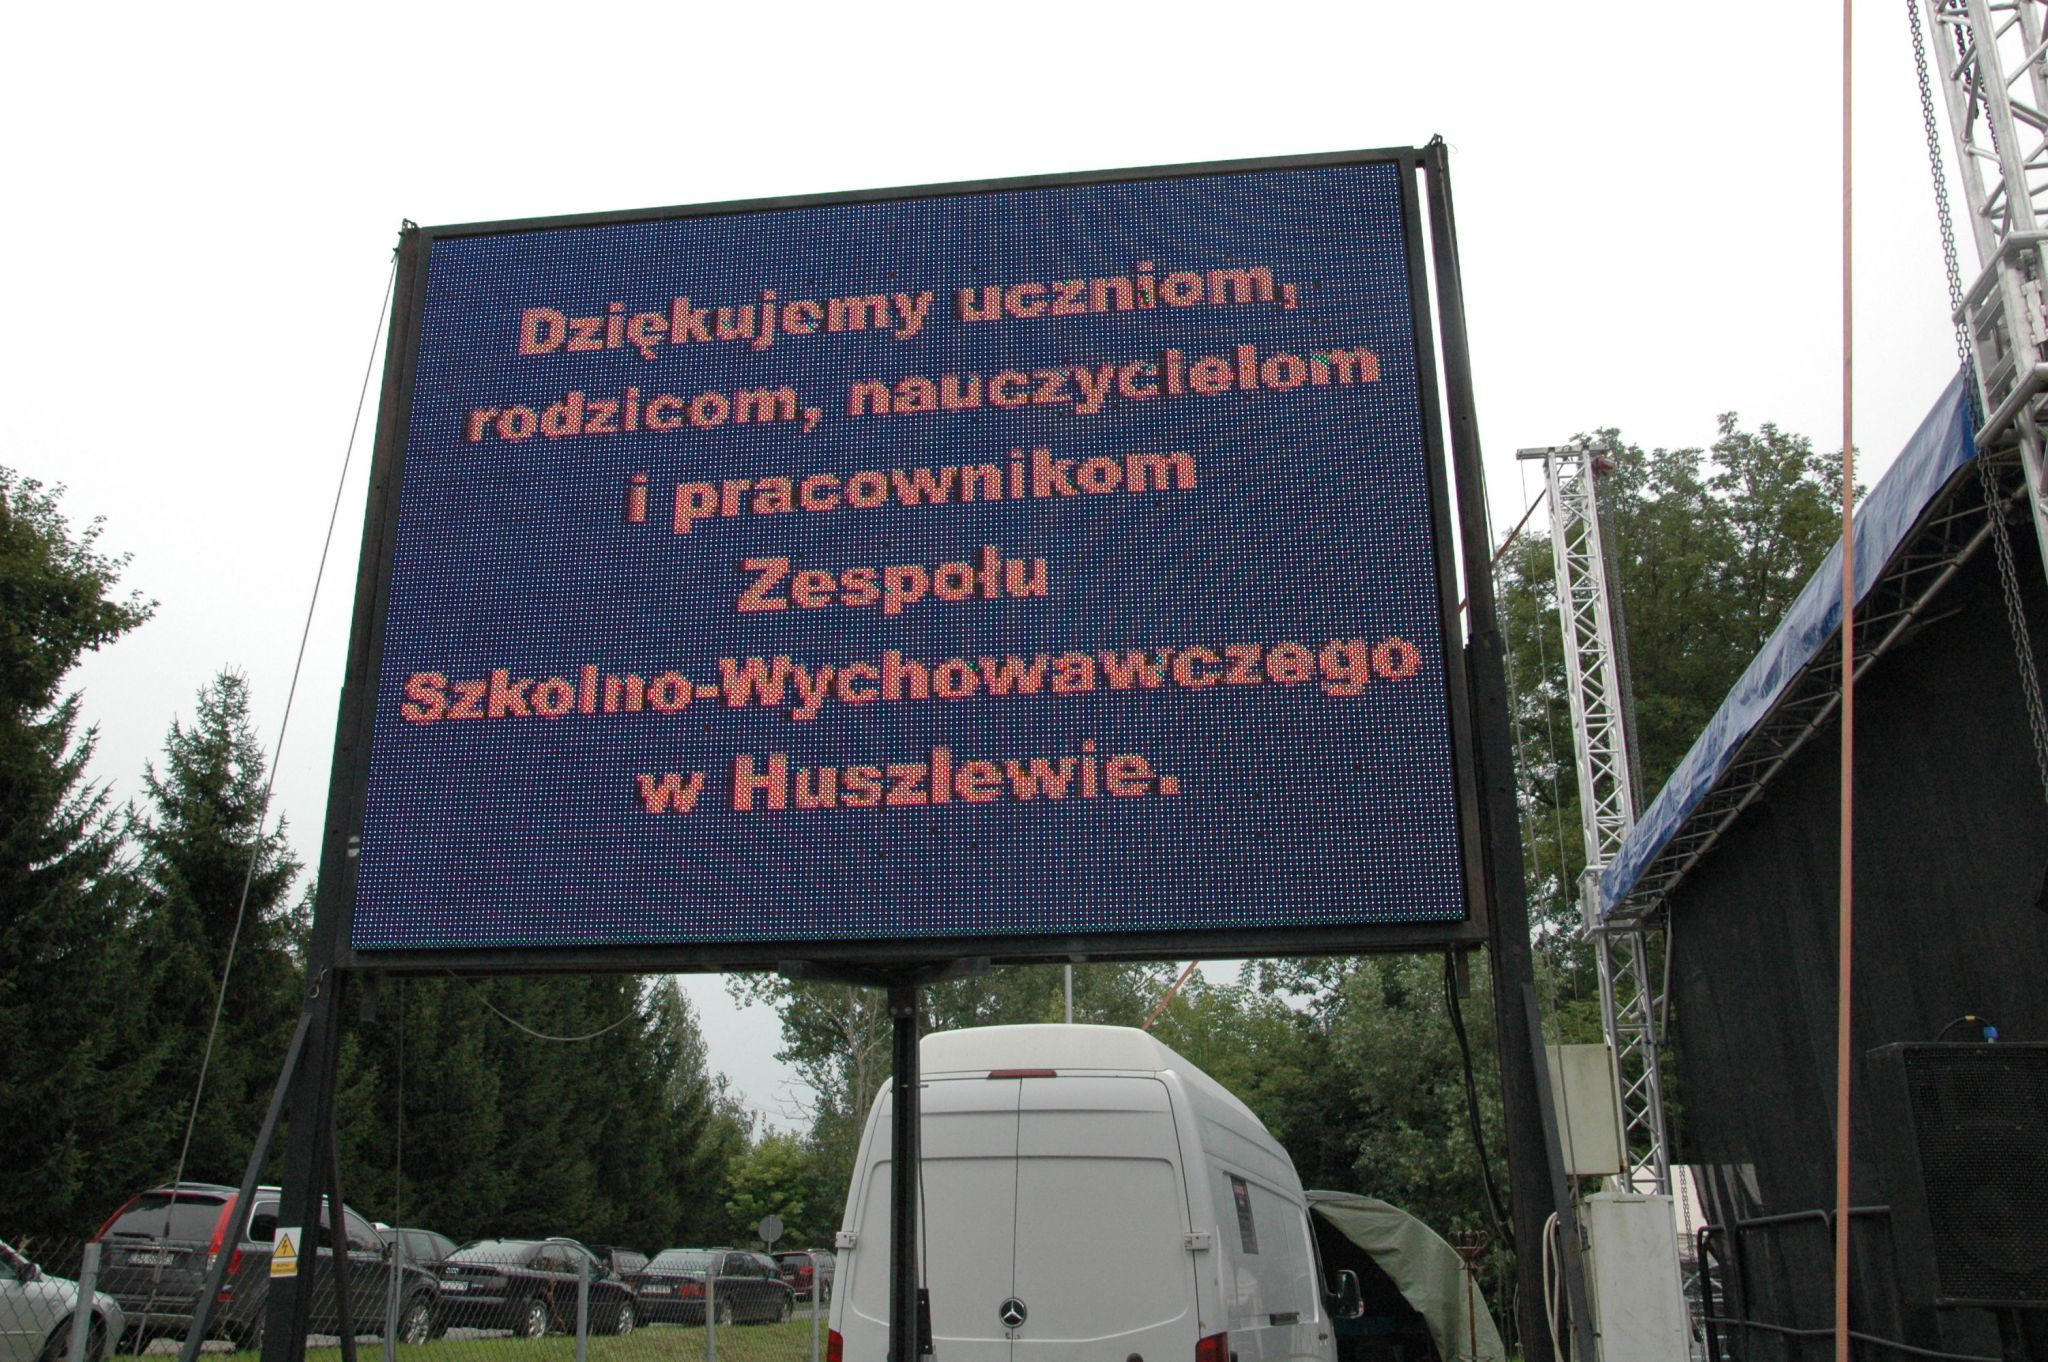 Dziękujemy uczniom,
rodzicom, nauczycielom
i pracownikom
Zespołu
Szkolno-Wychowawczego
w Huszlewie.